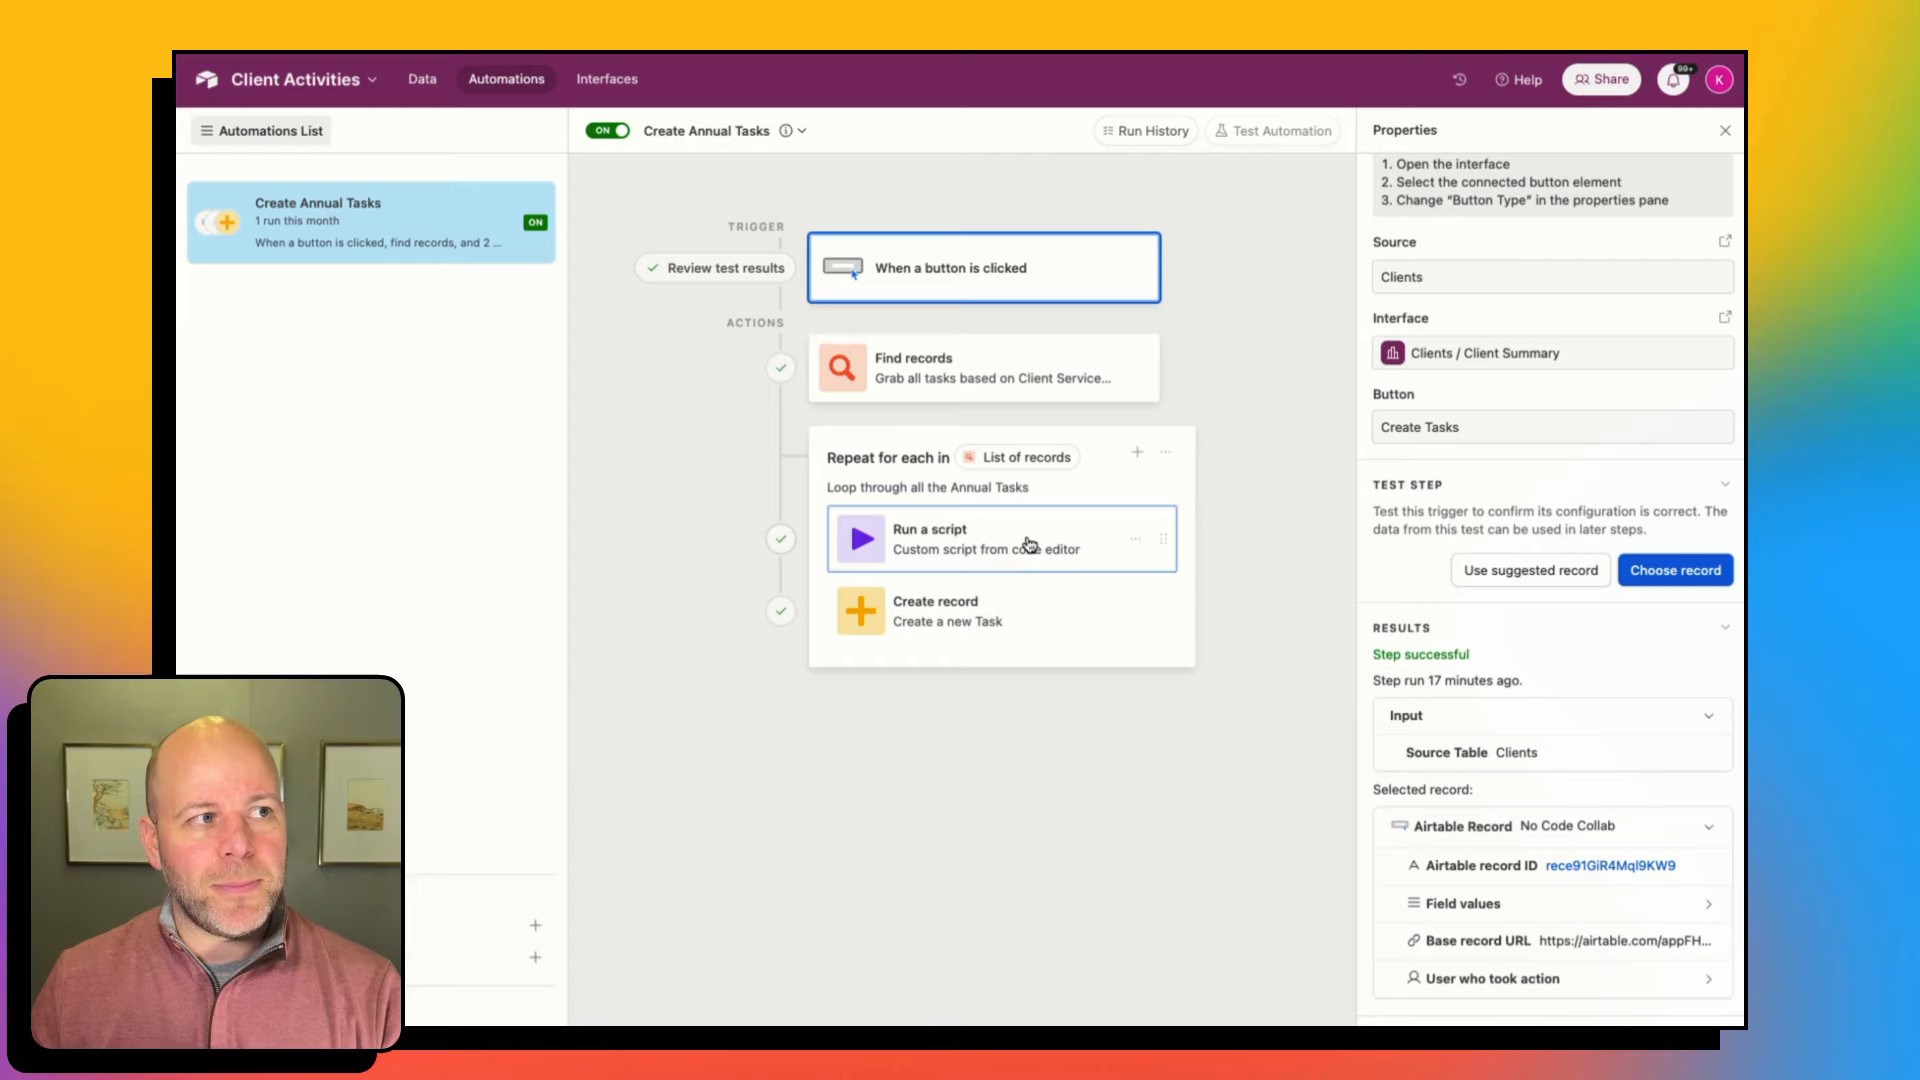 Client Activities
Data
Automations
Interfaces
Help
Share
99+
K
Automations List
Create Annual Tasks
1 run this month
When a button is clicked, find records, and 2 ...
ON
ON
Create Annual Tasks
Run History
Test Automation
TRIGGER
Review test results
When a button is clicked
ACTIONS
Find records
Grab all tasks based on Client Service...
Repeat for each in
List of records
Loop through all the Annual Tasks
Run a script
Custom script from code editor
Create record
Create a new Task
Properties
1. Open the interface
2. Select the connected button element
3. Change “Button Type” in the properties pane
Source
Clients
Interface
Clients / Client Summary
Button
Create Tasks
TEST STEP
Test this trigger to confirm its configuration is correct. The
data from this test can be used in later steps.
Use suggested record
Choose record
RESULTS
Step successful
Step run 17 minutes ago.
Input
Source Table Clients
Selected record:
Airtable Record No Code Collab
Airtable record ID rece91GiR4Mql9KW9
Field values
Base record URL https://airtable.com/appFH...
User who took action